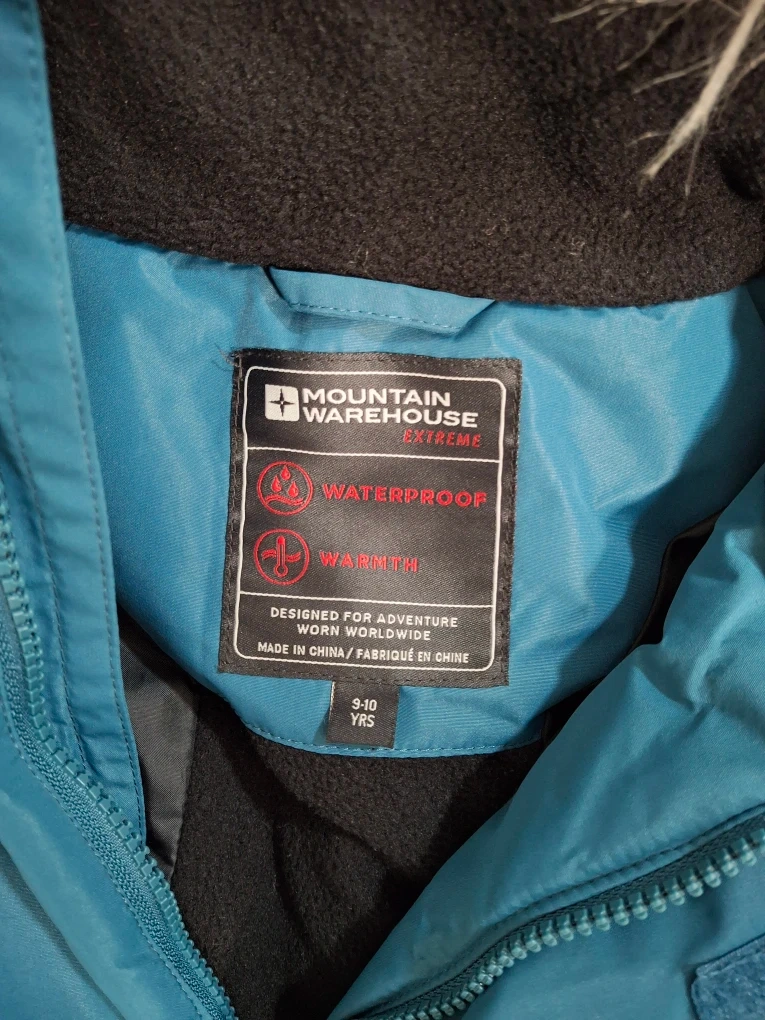 MOUNTAIN
WAREHOUSE
EXTREME
WATERPROOF
WARMTH
DESIGNED FOR ADVENTURE
WORN WORLDWIDE
MADE IN CHINA/ FABRIQUÉ EN CHINE
9-10
YRS